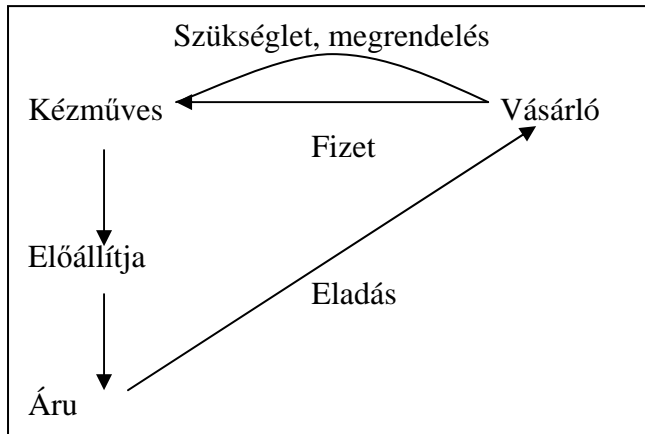 Szükséglet, megrendelés
Kézműves
Vásárló
Fizet
Előállítja
Eladás
Áru